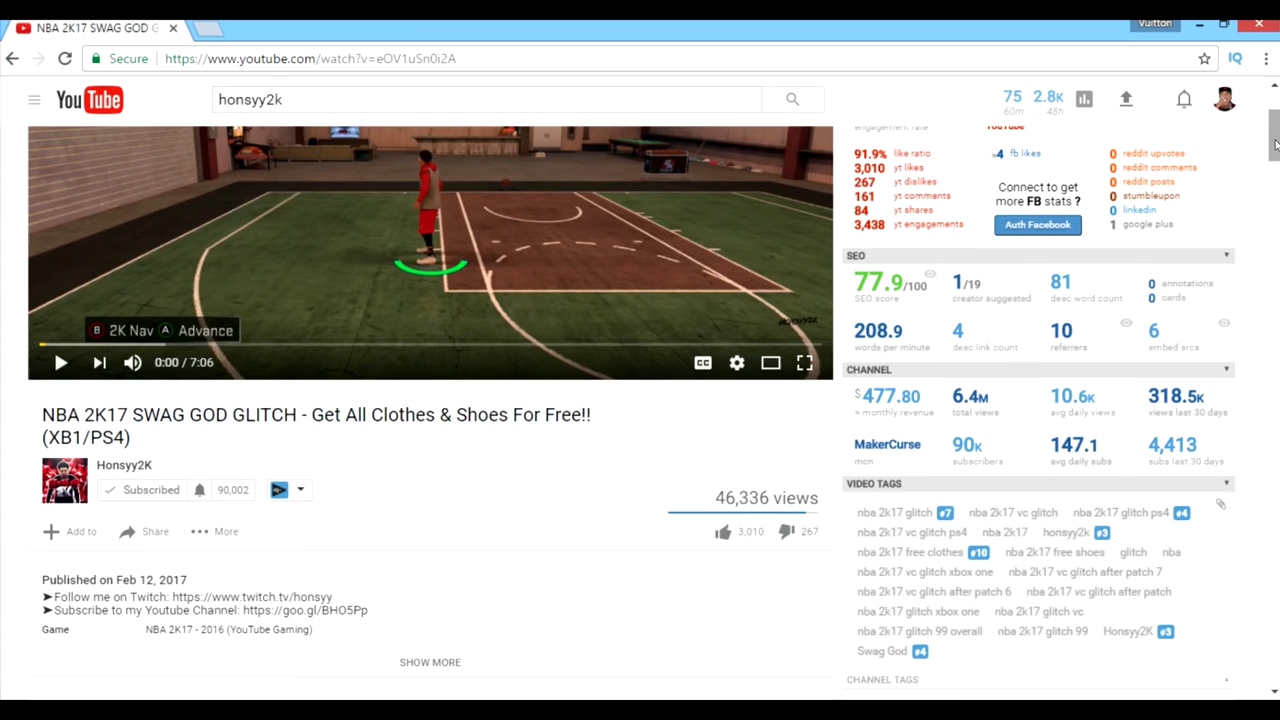 NBA 2K17 SWAG GOD G
Vuitton
Secure https://www.youtube.com/watch?v=eOV1uSn0i2A
IQ
YouTube
honsyy2k
75 2.8K
60m 48h
engagement rate YouTube
91.9% like ratio
3,010 yt likes
267 yt dislikes
161 yt comments
84 yt shares
3,438 yt engagements
4 fb likes
Connect to get
more FB stats ?
Auth Facebook
0 reddit upvotes
0 reddit comments
0 reddit posts
0 stumbleupon
0 linkedin
1 google plus
SEO
77.9/100 1/19 81 0 annotations
SEO score creator suggested desc word count 0 cards
208.9 4 10 6
words per minute desc link count referrers embed srcs
CHANNEL
$477.80 6.4M 10.6K 318.5K
≈ monthly revenue total views avg daily views views last 30 days
MakerCurse 90K 147.1 4,413
mcn subscribers avg daily subs subs last 30 days
VIDEO TAGS
nba 2k17 glitch #7 nba 2k17 vc glitch nba 2k17 glitch ps4 #4
nba 2k17 vc glitch ps4 nba 2k17 honsyy2k #3
nba 2k17 free clothes #10 nba 2k17 free shoes glitch nba
nba 2k17 vc glitch xbox one nba 2k17 vc glitch after patch 7
nba 2k17 vc glitch after patch 6 nba 2k17 vc glitch after patch
nba 2k17 glitch xbox one nba 2k17 glitch vc
nba 2k17 glitch 99 overall nba 2k17 glitch 99 Honsyy2K #3
Swag God #4
CHANNEL TAGS
HONSYY2K
B 2K Nav A Advance
0:00 / 7:06
CC
NBA 2K17 SWAG GOD GLITCH - Get All Clothes & Shoes For Free!!
(XB1/PS4)
Honsyy2K
Subscribed 90,002
46,336 views
Add to Share More 3,010 267
Published on Feb 12, 2017
➤Follow me on Twitch: https://www.twitch.tv/honsyy
➤Subscribe to my Youtube Channel: https://goo.gl/BHO5Pp
Game NBA 2K17 - 2016 (YouTube Gaming)
SHOW MORE